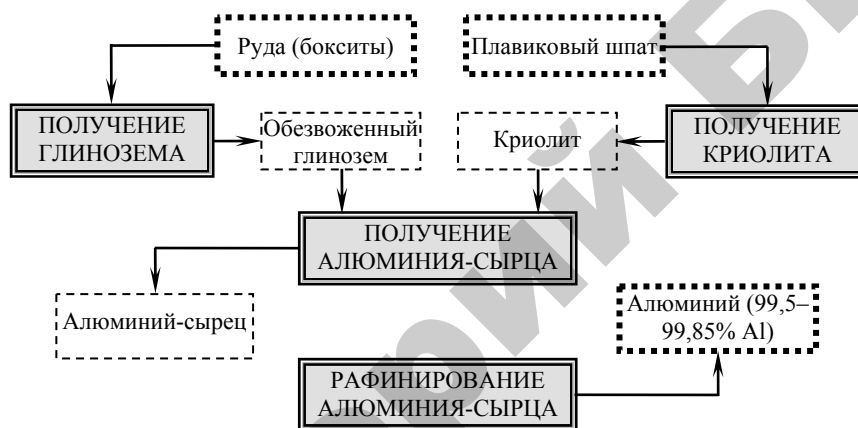 Руда (бокситы)
Плавиковый шпат
ПОЛУЧЕНИЕ
ГЛИНОЗЕМА
Обезвоженный
глинозем
Криолит
ПОЛУЧЕНИЕ
КРИОЛИТА
ПОЛУЧЕНИЕ
АЛЮМИНИЯ-СЫРЦА
Алюминий-сырец
Алюминий (99,5–
99,85% Al)
РАФИНИРОВАНИЕ
АЛЮМИНИЯ-СЫРЦА